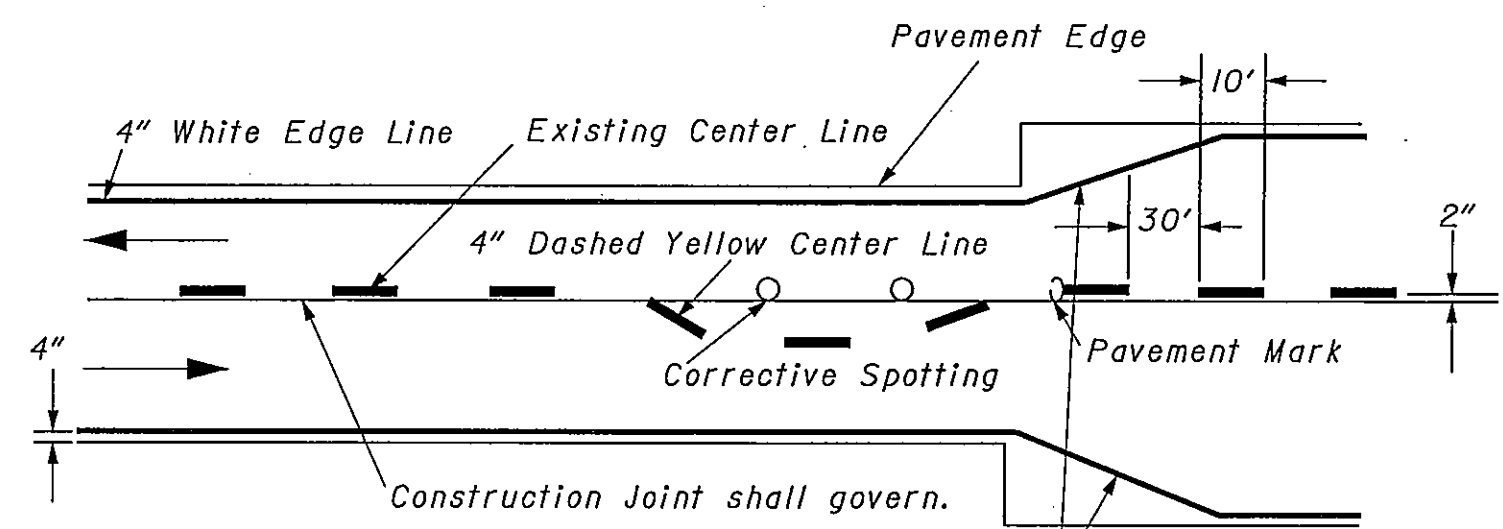 Pavement Edge
10'
4" White Edge Line
Existing Center Line
30'
2"
4" Dashed Yellow Center Line
4"
Corrective Spotting
Pavement Mark
Construction Joint shall govern.